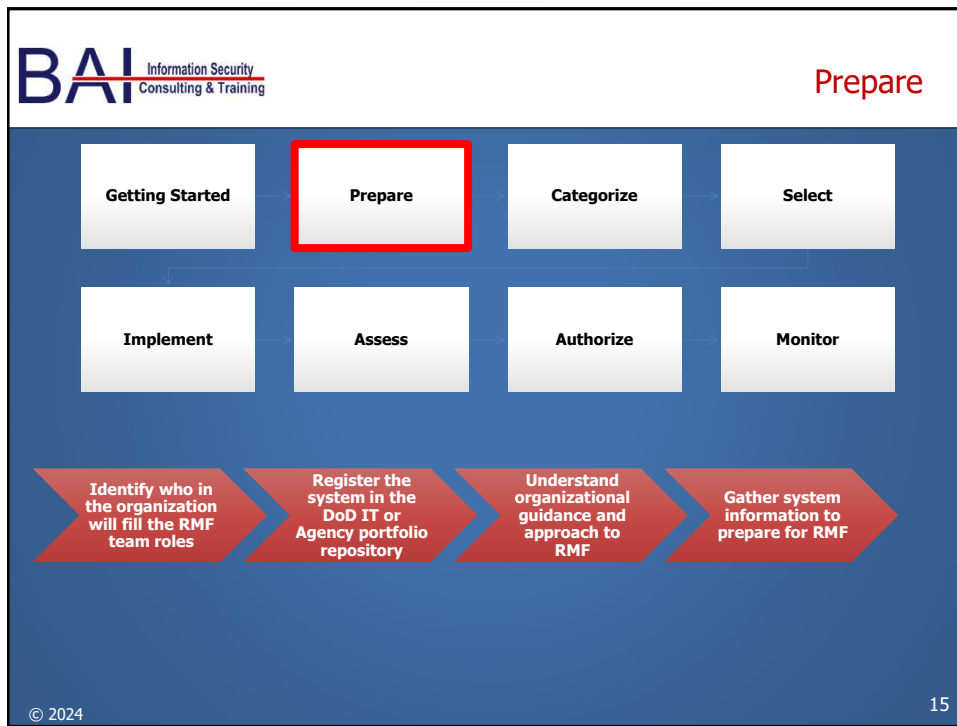 BAI
Information Security
Consulting & Training
Prepare
Getting Started
Prepare
Categorize
Select
Implement
Assess
Authorize
Monitor
Identify who in
the organization
will fill the RMF
team roles
Register the
system in the
DoD IT or
Agency portfolio
repository
Understand
organizational
guidance and
approach to
RMF
Gather system
information to
prepare for RMF
© 2024
15